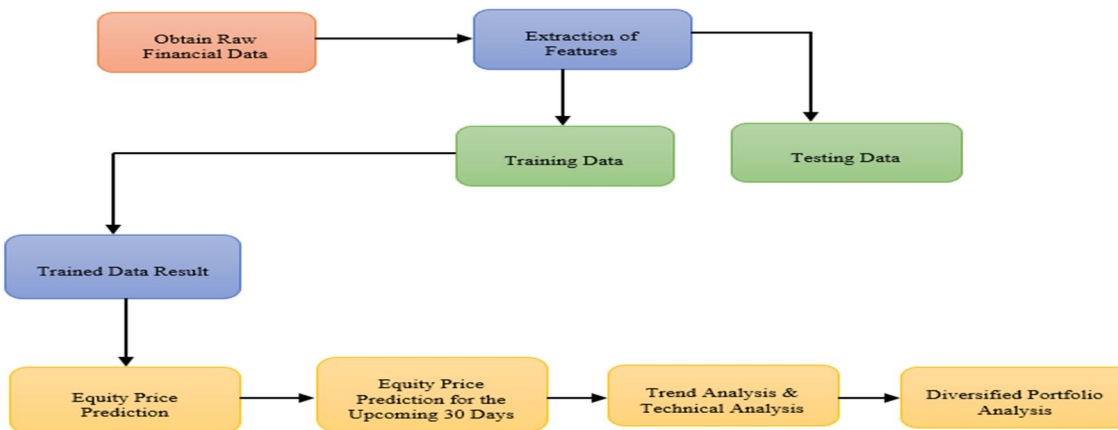 Obtain Raw
Financial Data
Extraction of
Features
Training Data
Testing Data
Trained Data Result
Equity Price
Prediction
Equity Price
Prediction for the
Upcoming 30 Days
Trend Analysis &
Technical Analysis
Diversified Portfolio
Analysis